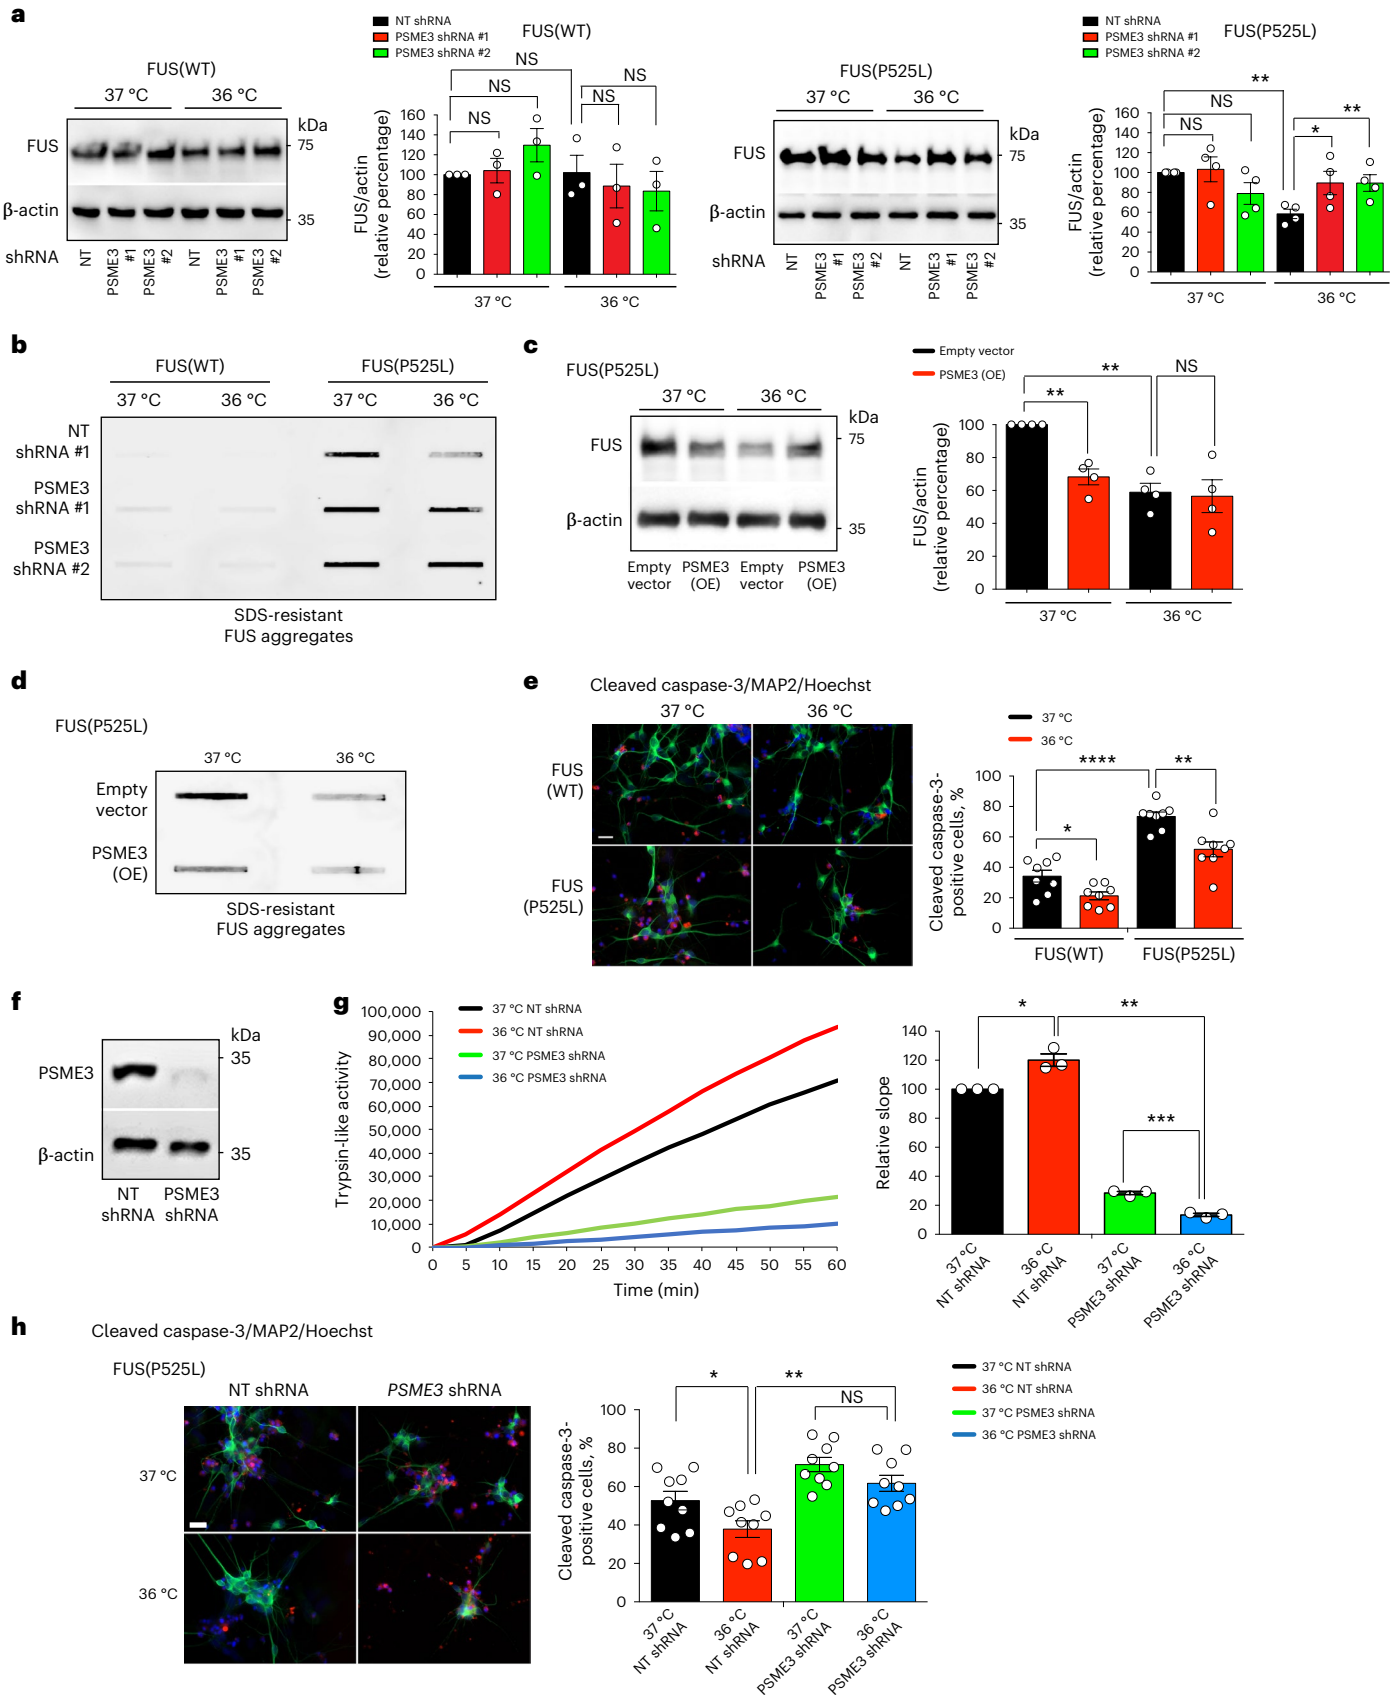 a
FUS(WT)
37 °C 36 °C
kDa
FUS
75
β-actin
35
shRNA
NT
PSME3 #1
PSME3 #2
NT
PSME3 #1
PSME3 #2
NT shRNA
PSME3 shRNA #1
PSME3 shRNA #2
FUS(WT)
NS
NS
NS
NS
NS
FUS/actin
(relative percentage)
160
140
120
100
80
60
40
20
0
37 °C 36 °C
FUS(P525L)
37 °C 36 °C
kDa
FUS
75
β-actin
35
shRNA
NT
PSME3 #1
PSME3 #2
NT
PSME3 #1
PSME3 #2
NT shRNA
PSME3 shRNA #1
PSME3 shRNA #2
FUS(P525L)
**
NS
**
NS
*
FUS/actin
(relative percentage)
160
140
120
100
80
60
40
20
0
37 °C 36 °C
b
FUS(WT) FUS(P525L)
37 °C 36 °C 37 °C 36 °C
NT
shRNA #1
PSME3
shRNA #1
PSME3
shRNA #2
SDS-resistant
FUS aggregates
c
FUS(P525L)
37 °C 36 °C
kDa
FUS
75
β-actin
35
Empty vector
PSME3 (OE)
Empty vector
PSME3 (OE)
Empty vector
PSME3 (OE)
**
NS
**
FUS/actin
(relative percentage)
100
80
60
40
20
0
37 °C 36 °C
d
FUS(P525L)
37 °C 36 °C
Empty
vector
PSME3
(OE)
SDS-resistant
FUS aggregates
e
Cleaved caspase-3/MAP2/Hoechst
37 °C 36 °C
FUS
(WT)
FUS
(P525L)
37 °C
36 °C
**** **
*
Cleaved caspase-3-
positive cells, %
100
80
60
40
20
0
FUS(WT) FUS(P525L)
f
kDa
35
PSME3
β-actin
35
NT
shRNA
PSME3
shRNA
g
37 °C NT shRNA
36 °C NT shRNA
37 °C PSME3 shRNA
36 °C PSME3 shRNA
Trypsin-like activity
100,000
90,000
80,000
70,000
60,000
50,000
40,000
30,000
20,000
10,000
0
0 5 10 15 20 25 30 35 40 45 50 55 60
Time (min)
* **
***
Relative slope
140
120
100
80
60
40
20
0
37 °C
NT shRNA
36 °C
NT shRNA
37 °C
PSME3 shRNA
36 °C
PSME3 shRNA
h
Cleaved caspase-3/MAP2/Hoechst
FUS(P525L)
NT shRNA PSME3 shRNA
37 °C
36 °C
* **
NS
Cleaved caspase-3-
positive cells, %
100
80
60
40
20
0
37 °C
NT shRNA
36 °C
NT shRNA
37 °C
PSME3 shRNA
36 °C
PSME3 shRNA
37 °C NT shRNA
36 °C NT shRNA
37 °C PSME3 shRNA
36 °C PSME3 shRNA